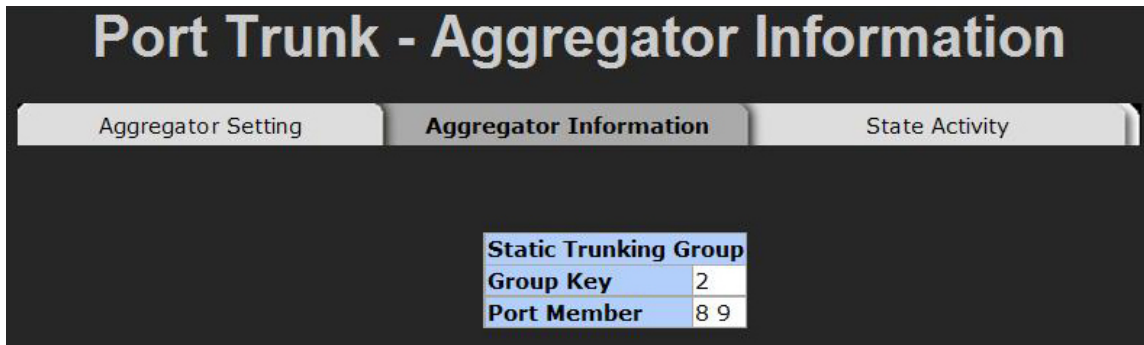 Port Trunk - Aggregator Information
Aggregator Setting
Aggregator Information
State Activity
Static Trunking Group
Group Key 2
Port Member 8 9